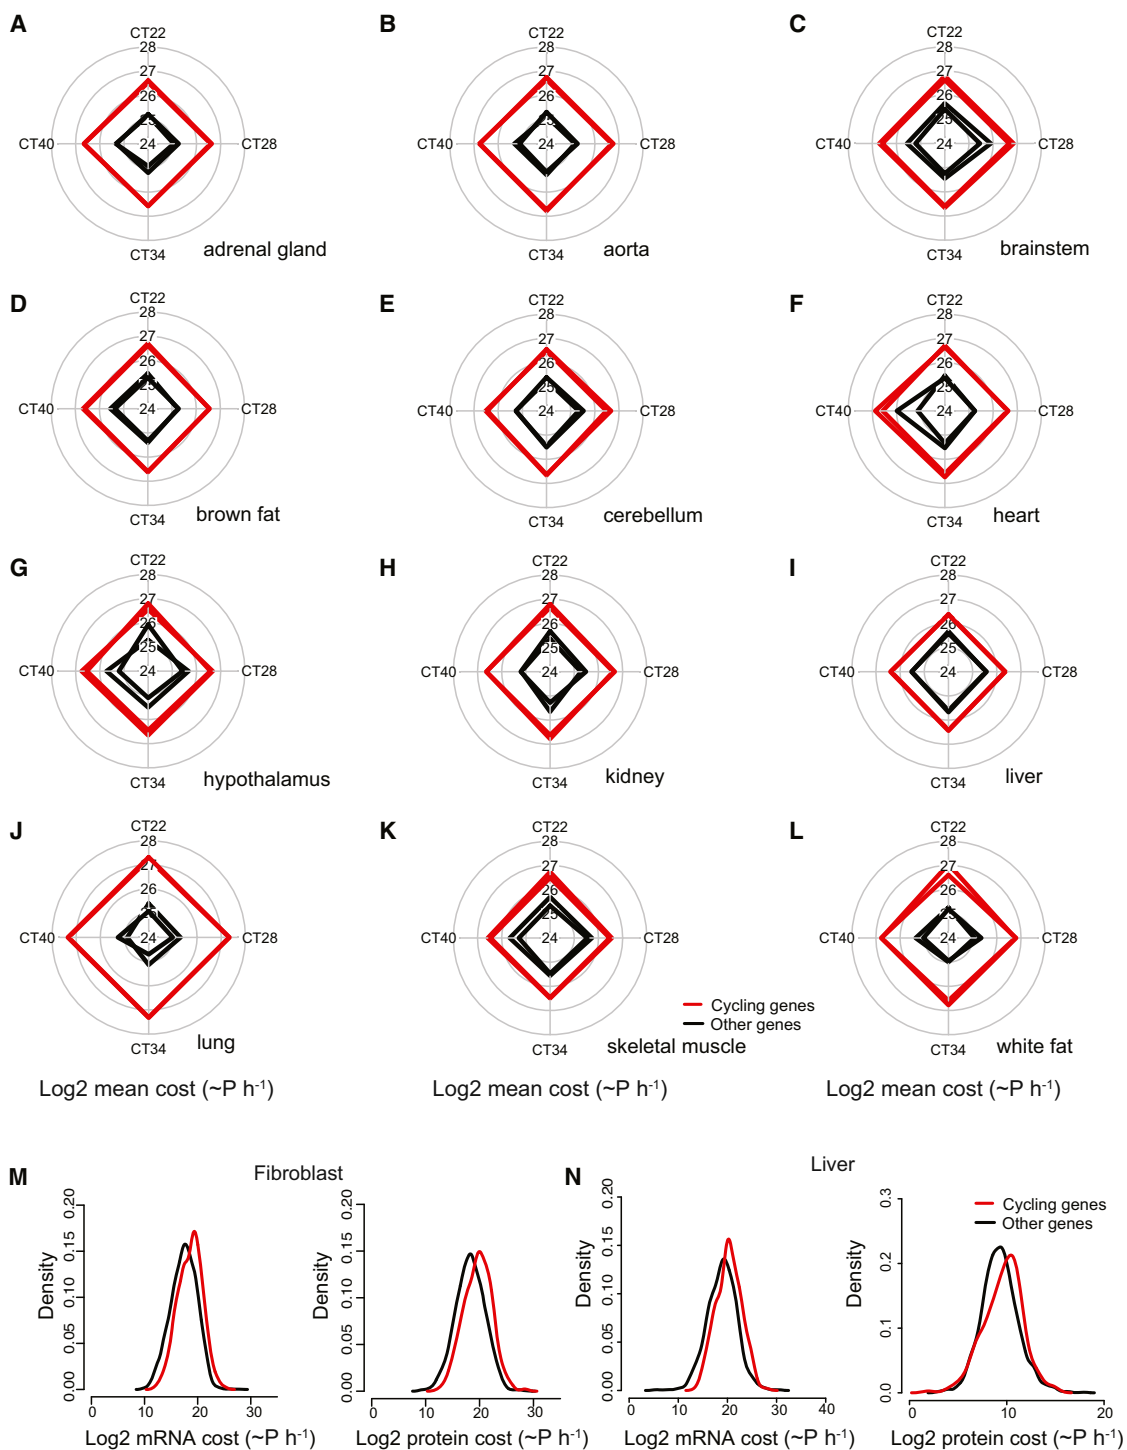 A
CT22
28
27
26
25
24
CT40
CT28
CT34
adrenal gland
B
CT22
28
27
26
25
24
CT40
CT28
CT34
aorta
C
CT22
28
27
26
25
24
CT40
CT28
CT34
brainstem
D
CT22
28
27
26
25
24
CT40
CT28
CT34
brown fat
E
CT22
28
27
26
25
24
CT40
CT28
CT34
cerebellum
F
CT22
28
27
26
25
24
CT40
CT28
CT34
heart
G
CT22
28
27
26
25
24
CT40
CT28
CT34
hypothalamus
H
CT22
28
27
26
25
24
CT40
CT28
CT34
kidney
I
CT22
28
27
26
25
24
CT40
CT28
CT34
liver
J
CT22
28
27
26
25
24
CT40
CT28
CT34
lung
K
CT22
28
27
26
25
24
CT40
CT28
CT34
skeletal muscle
Cycling genes
Other genes
L
CT22
28
27
26
25
24
CT40
CT28
CT34
white fat
Log2 mean cost (~P h⁻¹)
Log2 mean cost (~P h⁻¹)
Log2 mean cost (~P h⁻¹)
M
Fibroblast
Density
0.20
0.15
0.10
0.05
0.00
0 10 20 30
Log2 mRNA cost (~P h⁻¹)
Density
0.20
0.15
0.10
0.05
0.00
0 10 20 30
Log2 protein cost (~P h⁻¹)
N
Liver
Density
0.20
0.15
0.10
0.05
0.00
0 10 20 30 40
Log2 mRNA cost (~P h⁻¹)
Cycling genes
Other genes
Density
0.3
0.2
0.1
0.0
0 10 20
Log2 protein cost (~P h⁻¹)